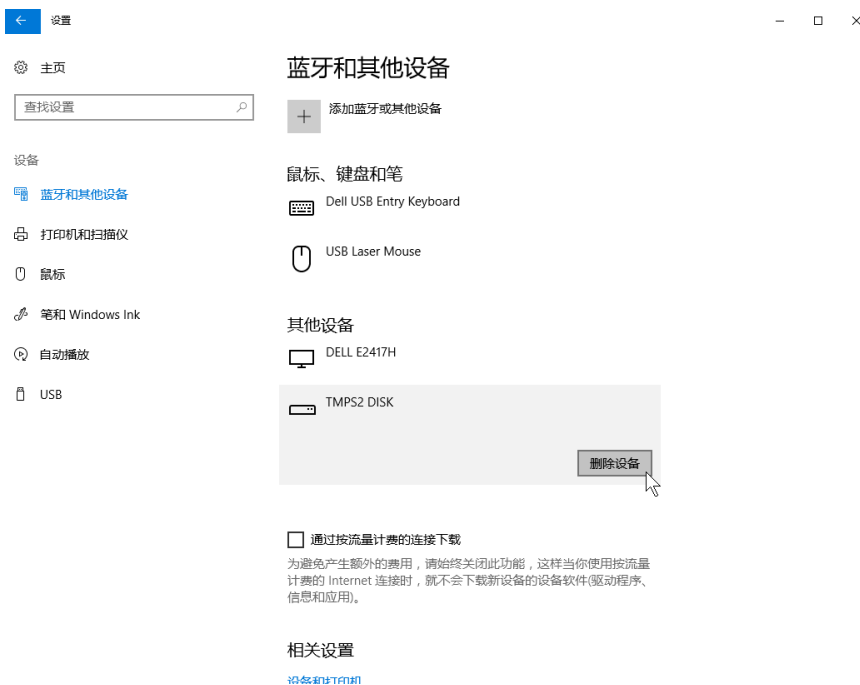 设置
主页
查找设置
设备
蓝牙和其他设备
打印机和扫描仪
鼠标
笔和 Windows Ink
自动播放
USB
蓝牙和其他设备
添加蓝牙或其他设备
鼠标、键盘和笔
Dell USB Entry Keyboard
USB Laser Mouse
其他设备
DELL E2417H
TMPS2 DISK
删除设备
通过按流量计费的连接下载
为避免产生额外的费用，请始终关闭此功能，这样当你使用按流量
计费的 Internet 连接时，就不会下载新设备的设备软件(驱动程序、
信息和应用)。
相关设置
设备和打印机